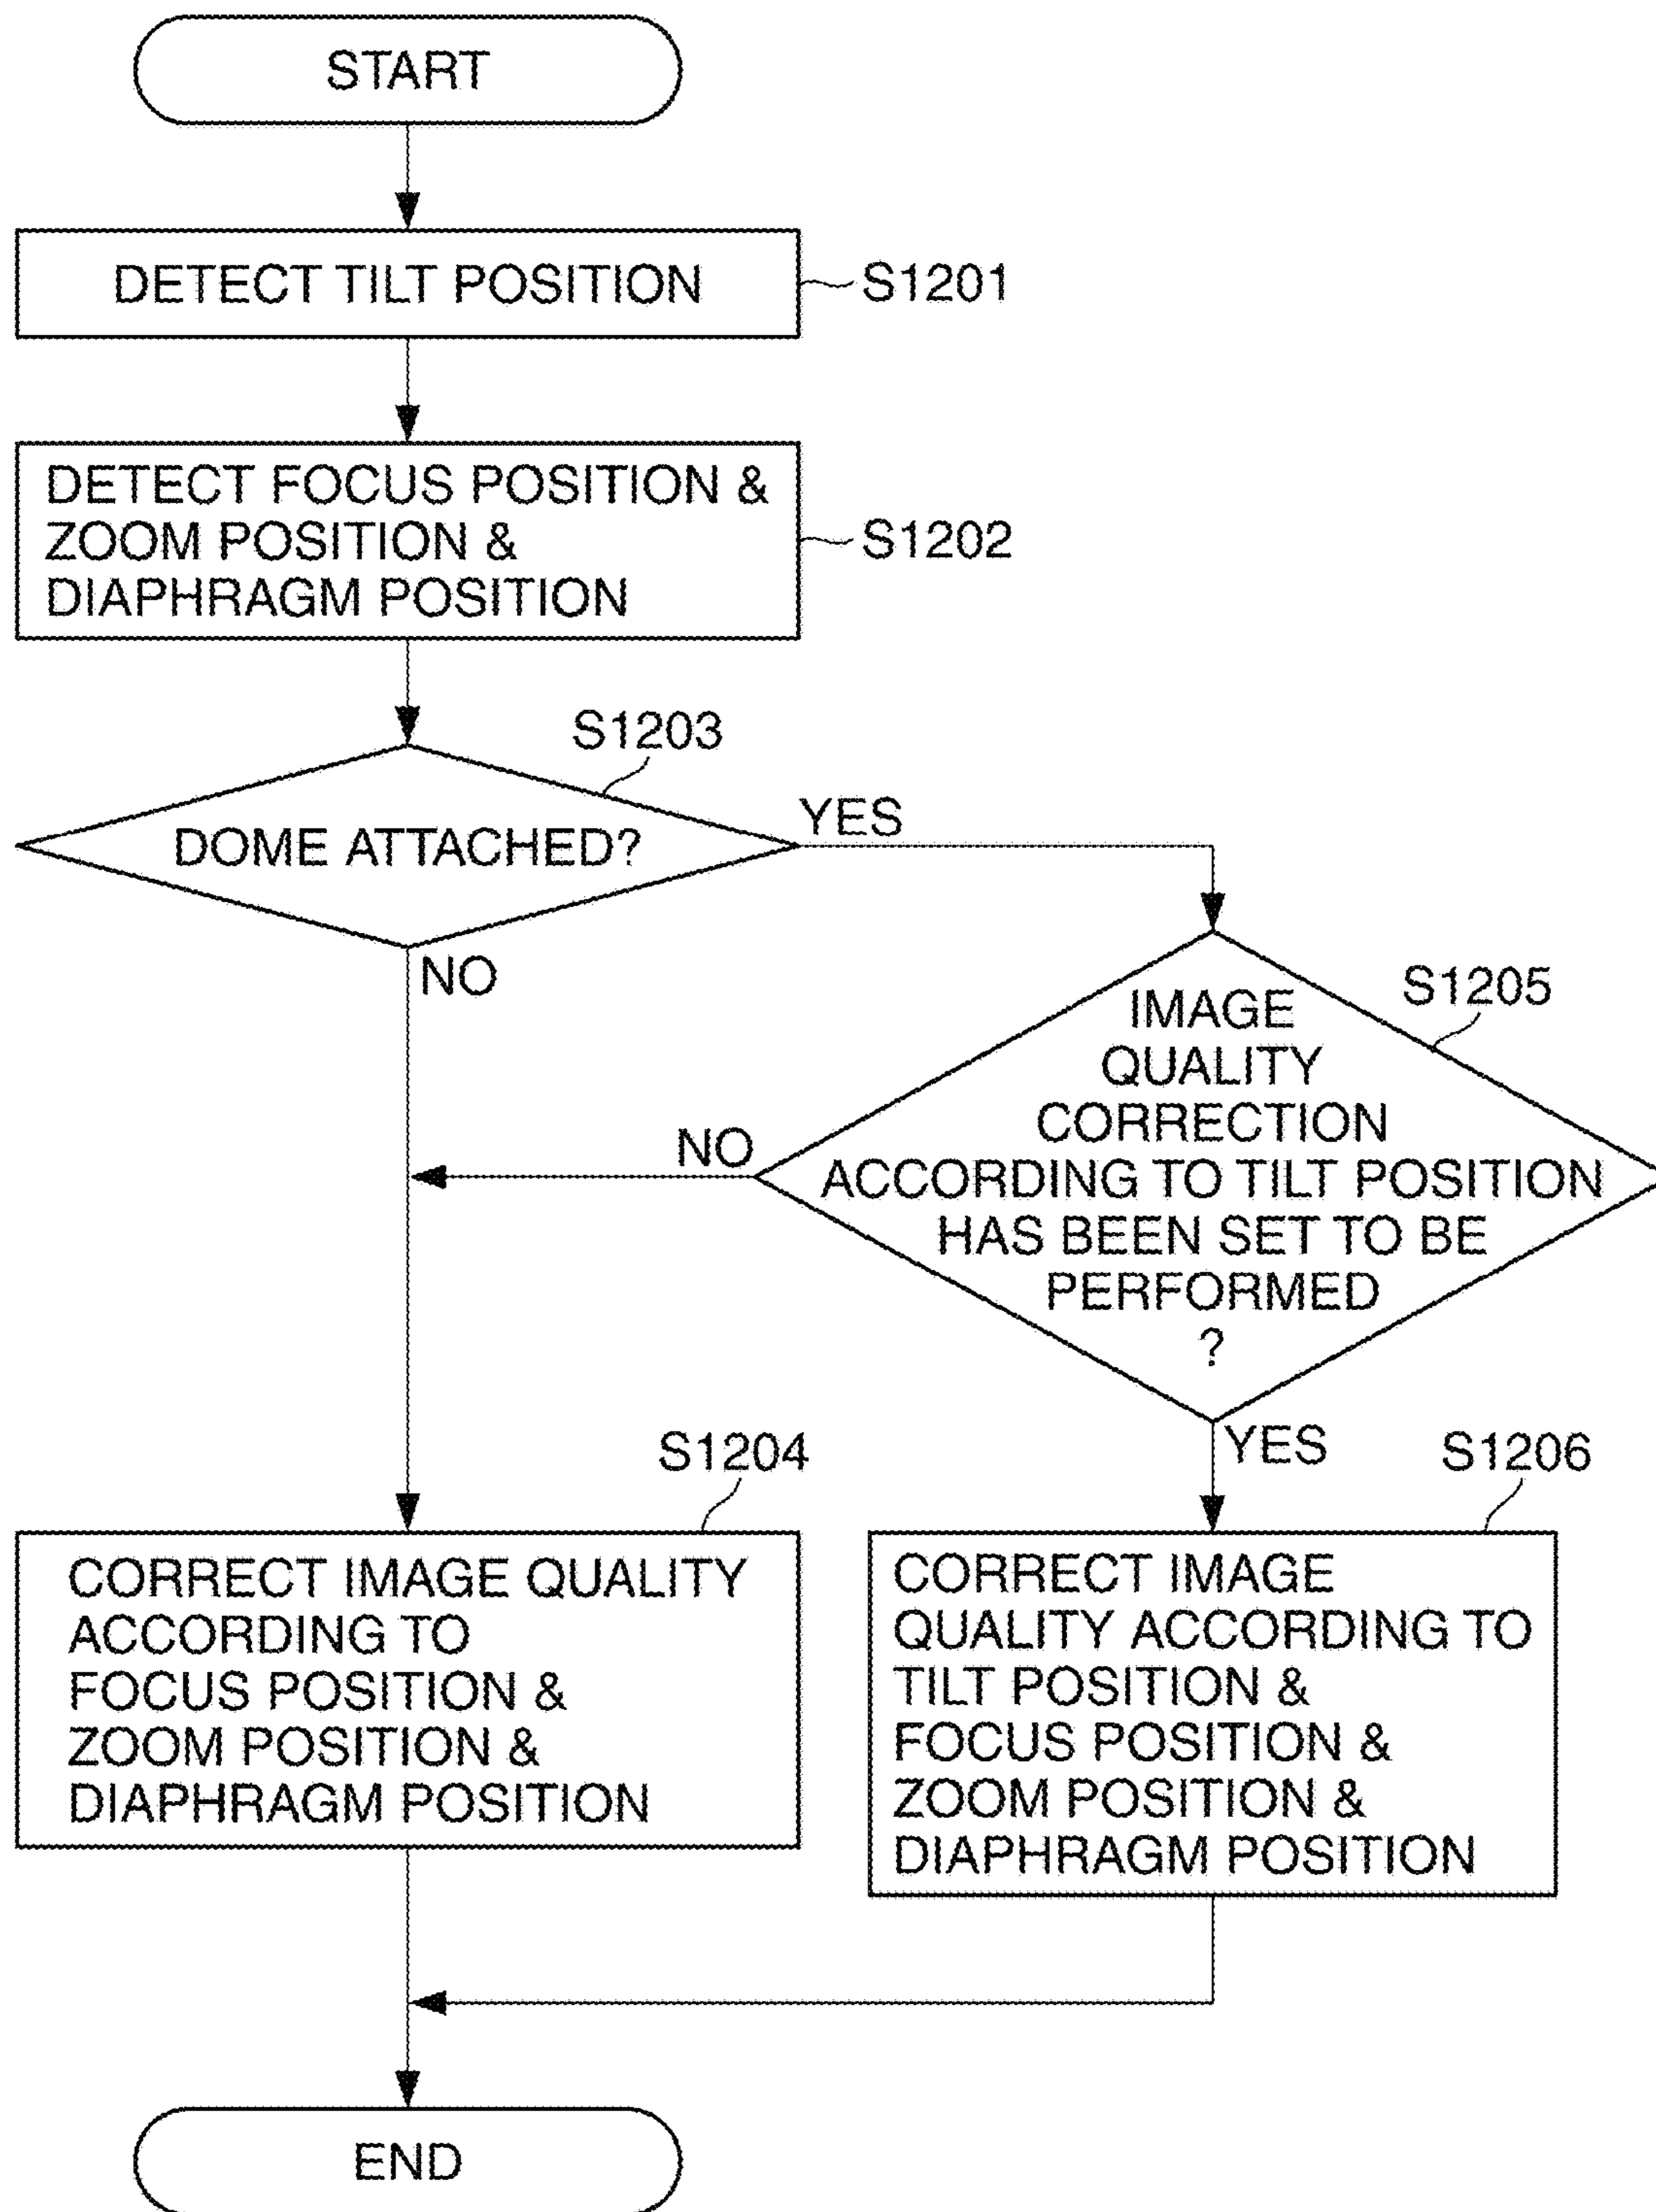 START
DETECT TILT POSITION
S1201
DETECT FOCUS POSITION &
ZOOM POSITION &
DIAPHRAGM POSITION
S1202
S1203
DOME ATTACHED?
YES
NO
S1205
IMAGE
QUALITY
CORRECTION
ACCORDING TO TILT POSITION
HAS BEEN SET TO BE
PERFORMED
?
NO
YES
S1204
CORRECT IMAGE QUALITY
ACCORDING TO
FOCUS POSITION &
ZOOM POSITION &
DIAPHRAGM POSITION
S1206
CORRECT IMAGE
QUALITY ACCORDING TO
TILT POSITION &
FOCUS POSITION &
ZOOM POSITION &
DIAPHRAGM POSITION
END